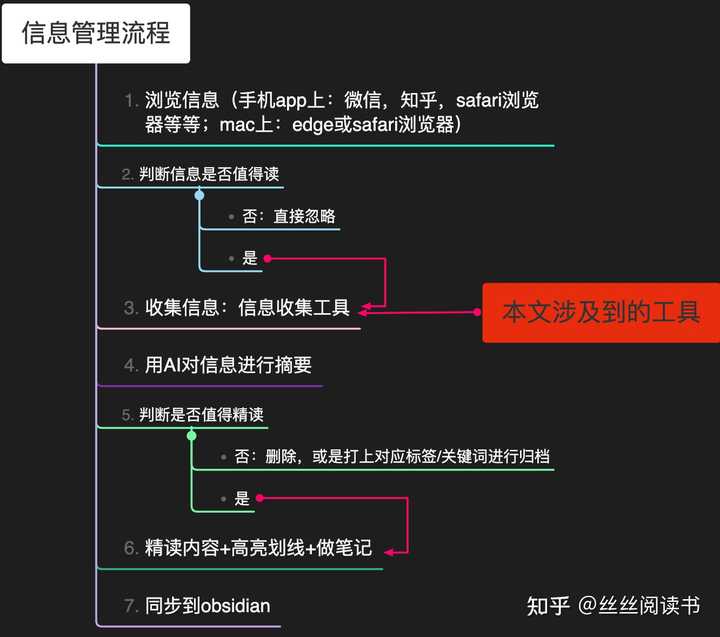 信息管理流程
1. 浏览信息（手机app上：微信，知乎，safari浏览
器等等；mac上：edge或safari浏览器）
2. 判断信息是否值得读
否：直接忽略
是
3. 收集信息：信息收集工具
本文涉及到的工具
4. 用AI对信息进行摘要
5. 判断是否值得精读
否：删除，或是打上对应标签/关键词进行归档
是
6. 精读内容+高亮划线+做笔记
7. 同步到obsidian
知乎 @丝丝阅读书